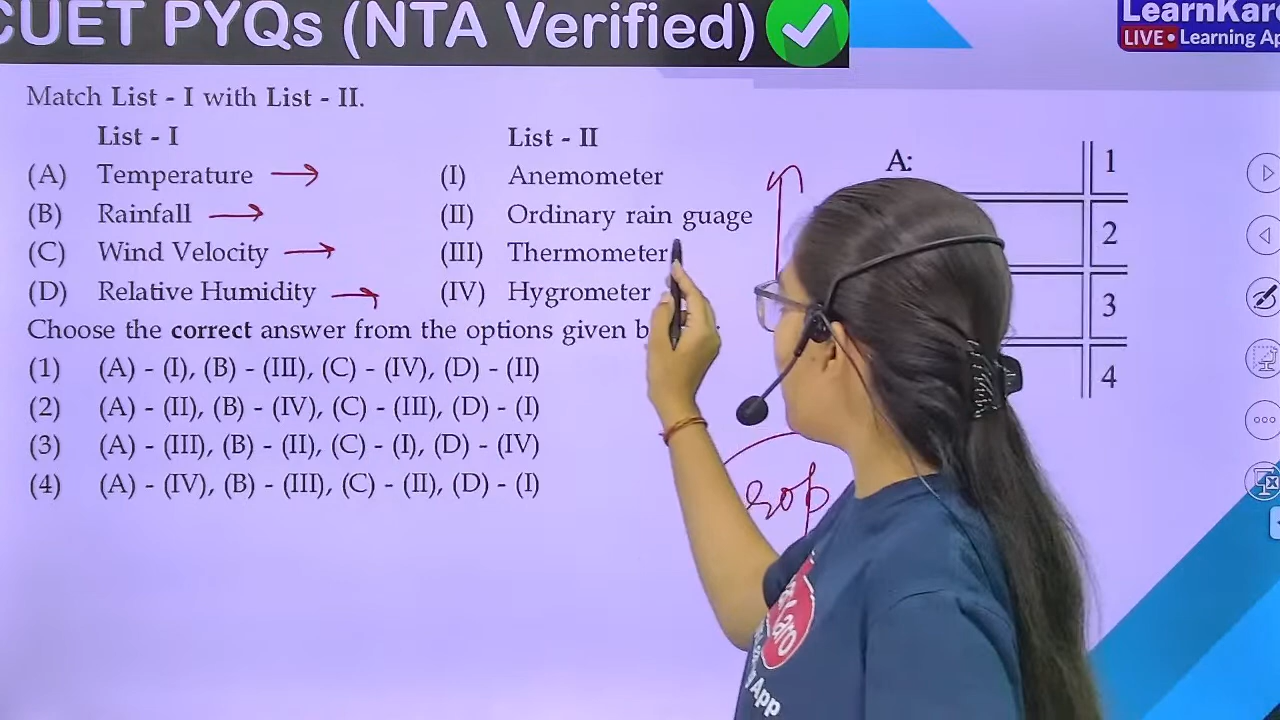 CUET PYQs (NTA Verified)
LearnKaro
LIVE • Learning Ap
Match List - I with List - II.
List - I List - II
(A) Temperature (I) Anemometer
(B) Rainfall (II) Ordinary rain guage
(C) Wind Velocity (III) Thermometer
(D) Relative Humidity (IV) Hygrometer
Choose the correct answer from the options given b
(1) (A) - (I), (B) - (III), (C) - (IV), (D) - (II)
(2) (A) - (II), (B) - (IV), (C) - (III), (D) - (I)
(3) (A) - (III), (B) - (II), (C) - (I), (D) - (IV)
(4) (A) - (IV), (B) - (III), (C) - (II), (D) - (I)
A: 1
2
3
4
App